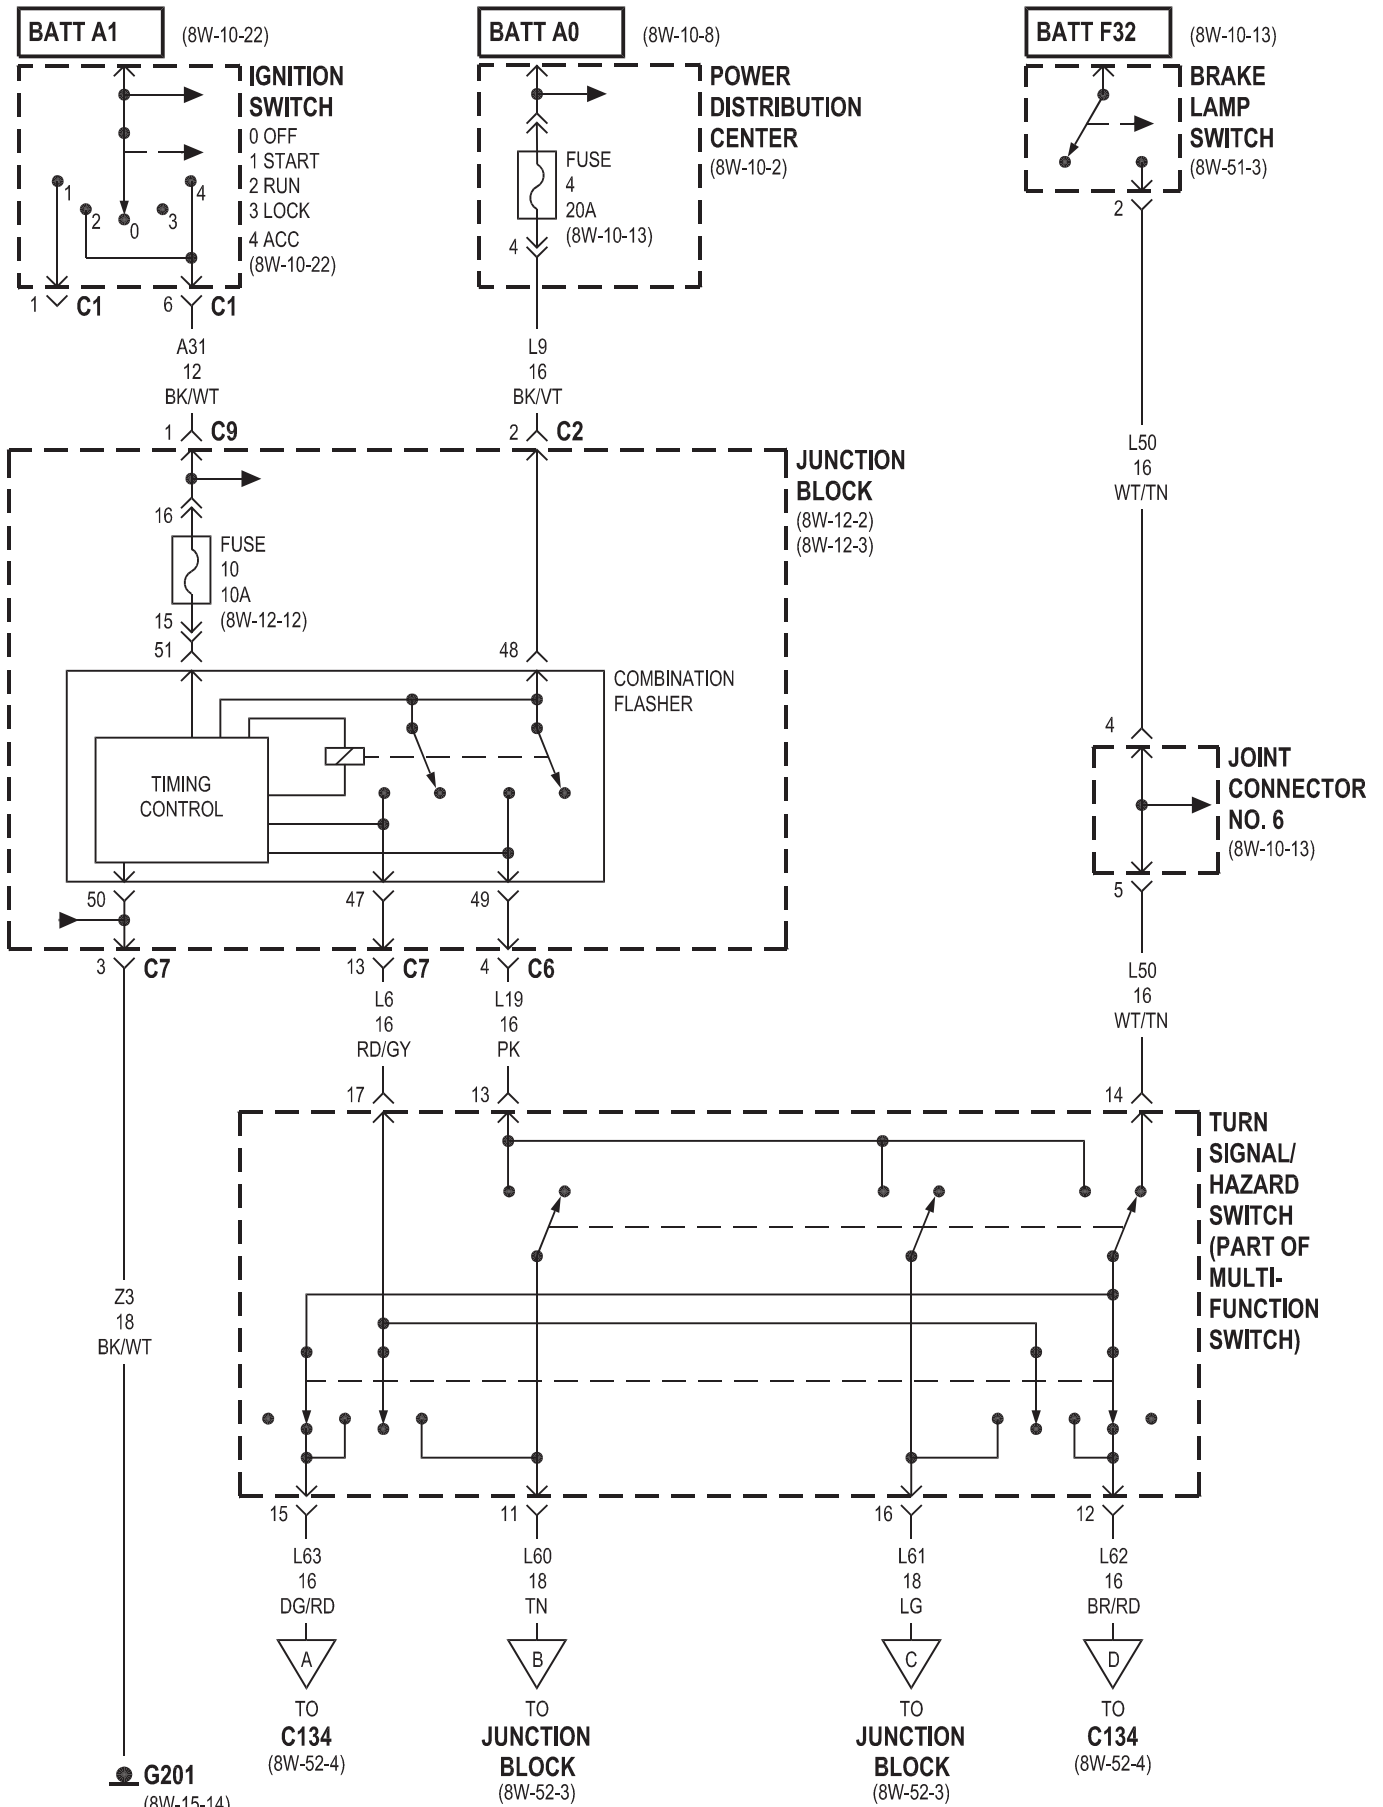 BATT A1
(8W-10-22)
BATT A0
(8W-10-8)
BATT F32
(8W-10-13)
IGNITION
SWITCH
0 OFF
1 START
2 RUN
3 LOCK
4 ACC
(8W-10-22)
1
2
0
3
4
POWER
DISTRIBUTION
CENTER
(8W-10-2)
FUSE
4
20A
(8W-10-13)
4
BRAKE
LAMP
SWITCH
(8W-51-3)
2
1 C1
6 C1
A31
12
BK/WT
1 C9
L9
16
BK/VT
2 C2
L50
16
WT/TN
JUNCTION
BLOCK
(8W-12-2)
(8W-12-3)
16
FUSE
10
10A
(8W-12-12)
15
51
48
COMBINATION
FLASHER
TIMING
CONTROL
50
47
49
4
JOINT
CONNECTOR
NO. 6
(8W-10-13)
5
3 C7
13 C7
4 C6
L6
16
RD/GY
L19
16
PK
L50
16
WT/TN
17
13
14
TURN
SIGNAL/
HAZARD
SWITCH
(PART OF
MULTI-
FUNCTION
SWITCH)
Z3
18
BK/WT
15
11
16
12
L63
16
DG/RD
L60
18
TN
L61
18
LG
L62
16
BR/RD
A
B
C
D
TO
C134
(8W-52-4)
TO
JUNCTION
BLOCK
(8W-52-3)
TO
JUNCTION
BLOCK
(8W-52-3)
TO
C134
(8W-52-4)
G201
(8W-15-14)